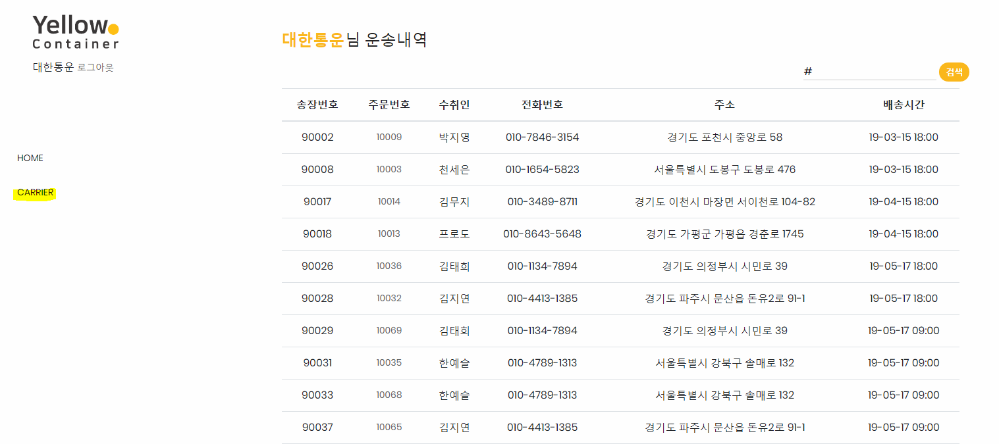 Yellow
Container
대한통운 로그아웃
HOME
CARRIER
대한통운님 운송내역
# 검색
송장번호 주문번호 수취인 전화번호 주소 배송시간
90002 10009 박지영 010-7846-3154 경기도 포천시 중앙로 58 19-03-15 18:00
90008 10003 천세은 010-1654-5823 서울특별시 도봉구 도봉로 476 19-03-15 18:00
90017 10014 김무지 010-3489-8711 경기도 이천시 마장면 서이천로 104-82 19-04-15 18:00
90018 10013 프로도 010-8643-5648 경기도 가평군 가평읍 경춘로 1745 19-04-15 18:00
90026 10036 김태희 010-1134-7894 경기도 의정부시 시민로 39 19-05-17 18:00
90028 10032 김지연 010-4413-1385 경기도 파주시 문산읍 돈유2로 91-1 19-05-17 18:00
90029 10069 김태희 010-1134-7894 경기도 의정부시 시민로 39 19-05-17 09:00
90031 10035 한예슬 010-4789-1313 서울특별시 강북구 솔매로 132 19-05-17 09:00
90033 10068 한예슬 010-4789-1313 서울특별시 강북구 솔매로 132 19-05-17 09:00
90037 10065 김지연 010-4413-1385 경기도 파주시 문산읍 돈유2로 91-1 19-05-17 09:00